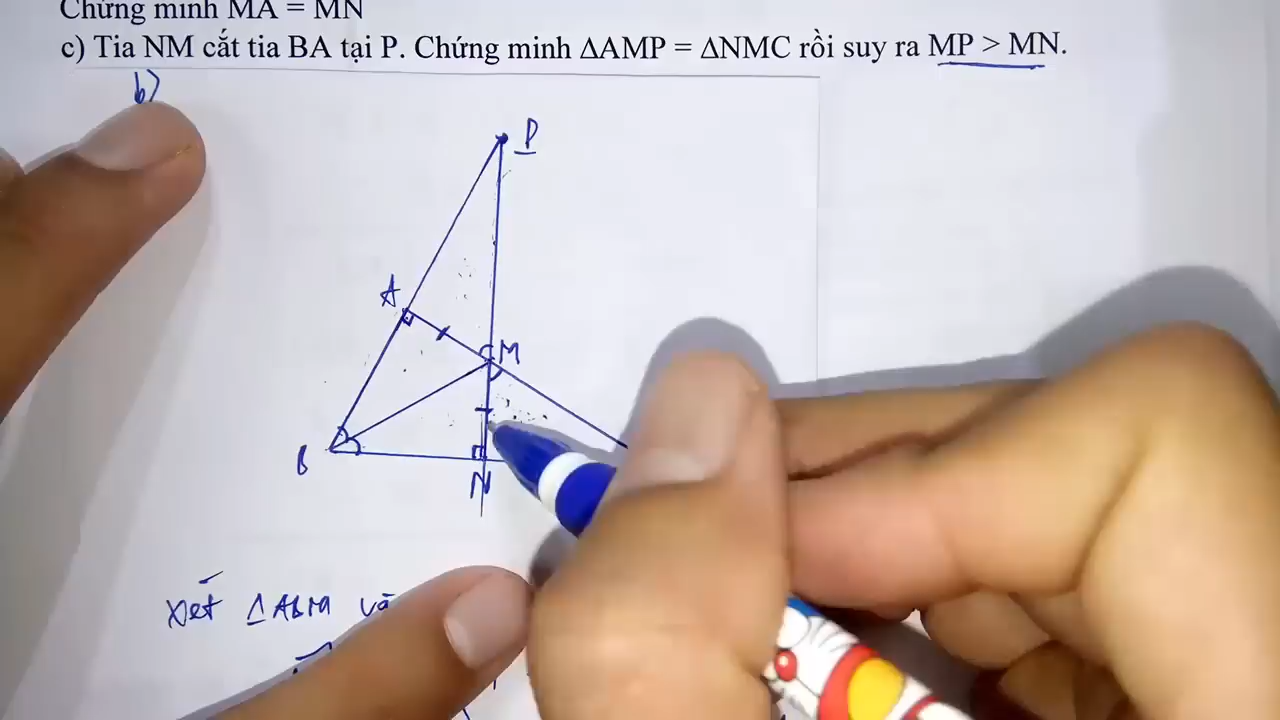 Chứng minh MA = MN
c) Tia NM cắt tia BA tại P. Chứng minh ΔAMP = ΔNMC rồi suy ra MP > MN.
b)
P
A
M
B
N
Xét ΔABM và